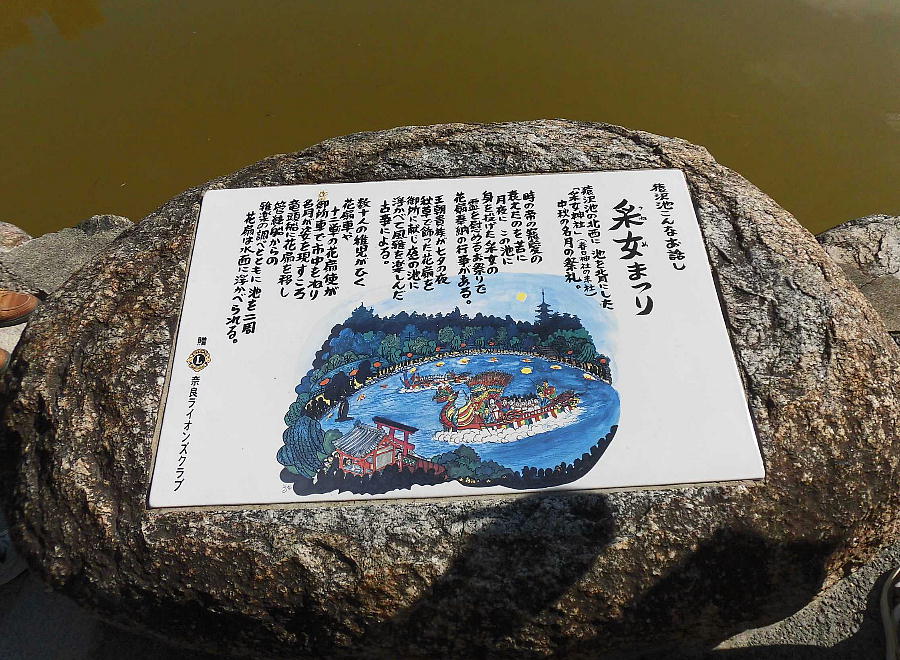 猿沢池こんなお話し
采女まつり
猿沢池の北西に 池を背にした
「采女神社」(春日神社の末社)
中秋の名月の祭礼。
時の帝の寵愛の
衰えたのを苦に
月夜に この池に
身を投げた采女の
霊を慰めるお祭りで
花扇奉納の行事がある。
王朝貴族が七夕の夜
秋草で飾った花扇を
御所に献じ庭の池に
浮かべて風雅を楽しんだ
古事による。
数十人の稚児がひく
花扇車や
十二単の花扇使が
御所車で市中をねり
名月が姿を現すころ
竜頭船に花扇を移し
管絃船からの
雅楽の調べとともに 池を二周
花扇は水面に浮かべられる。
贈
L
奈良ライオンズクラブ